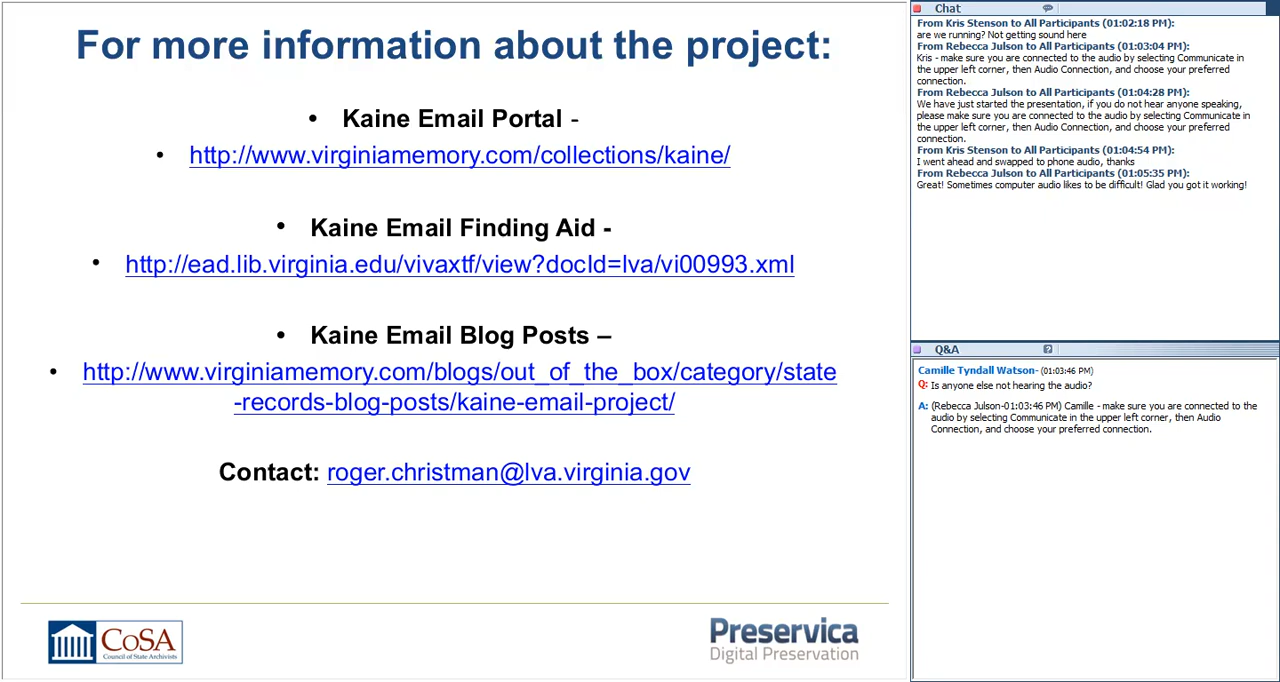 For more information about the project:
• Kaine Email Portal -
• http://www.virginiamemory.com/collections/kaine/
• Kaine Email Finding Aid -
• http://ead.lib.virginia.edu/vivaxtf/view?docId=lva/vi00993.xml
• Kaine Email Blog Posts –
• http://www.virginiamemory.com/blogs/out_of_the_box/category/state
-records-blog-posts/kaine-email-project/
Contact: roger.christman@lva.virginia.gov
CoSA
Council of State Archivists
Preservica
Digital Preservation
Chat
From Kris Stenson to All Participants (01:02:18 PM):
are we running? Not getting sound here
From Rebecca Julson to All Participants (01:03:04 PM):
Kris - make sure you are connected to the audio by selecting Communicate in
the upper left corner, then Audio Connection, and choose your preferred
connection.
From Rebecca Julson to All Participants (01:04:28 PM):
We have just started the presentation, if you do not hear anyone speaking,
please make sure you are connected to the audio by selecting Communicate in
the upper left corner, then Audio Connection, and choose your preferred
connection.
From Kris Stenson to All Participants (01:04:54 PM):
I went ahead and swapped to phone audio, thanks
From Rebecca Julson to All Participants (01:05:35 PM):
Great! Sometimes computer audio likes to be difficult! Glad you got it working!
Q&A
Camille Tyndall Watson- (01:03:46 PM)
Q: Is anyone else not hearing the audio?
A: (Rebecca Julson-01:03:46 PM) Camille - make sure you are connected to the
audio by selecting Communicate in the upper left corner, then Audio
Connection, and choose your preferred connection.